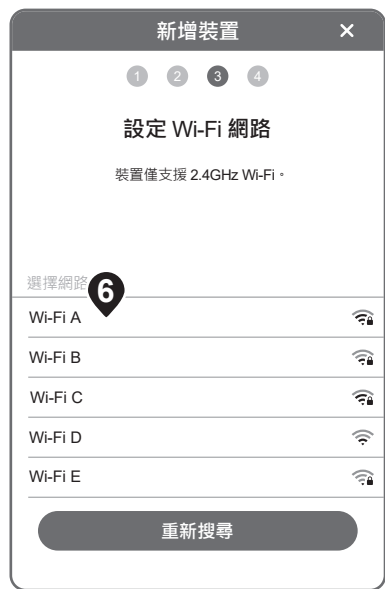 新增裝置 ×
1 2 3 4
設定 Wi-Fi 網路
裝置僅支援 2.4GHz Wi-Fi。
選擇網路
6
Wi-Fi A
Wi-Fi B
Wi-Fi C
Wi-Fi D
Wi-Fi E
重新搜尋